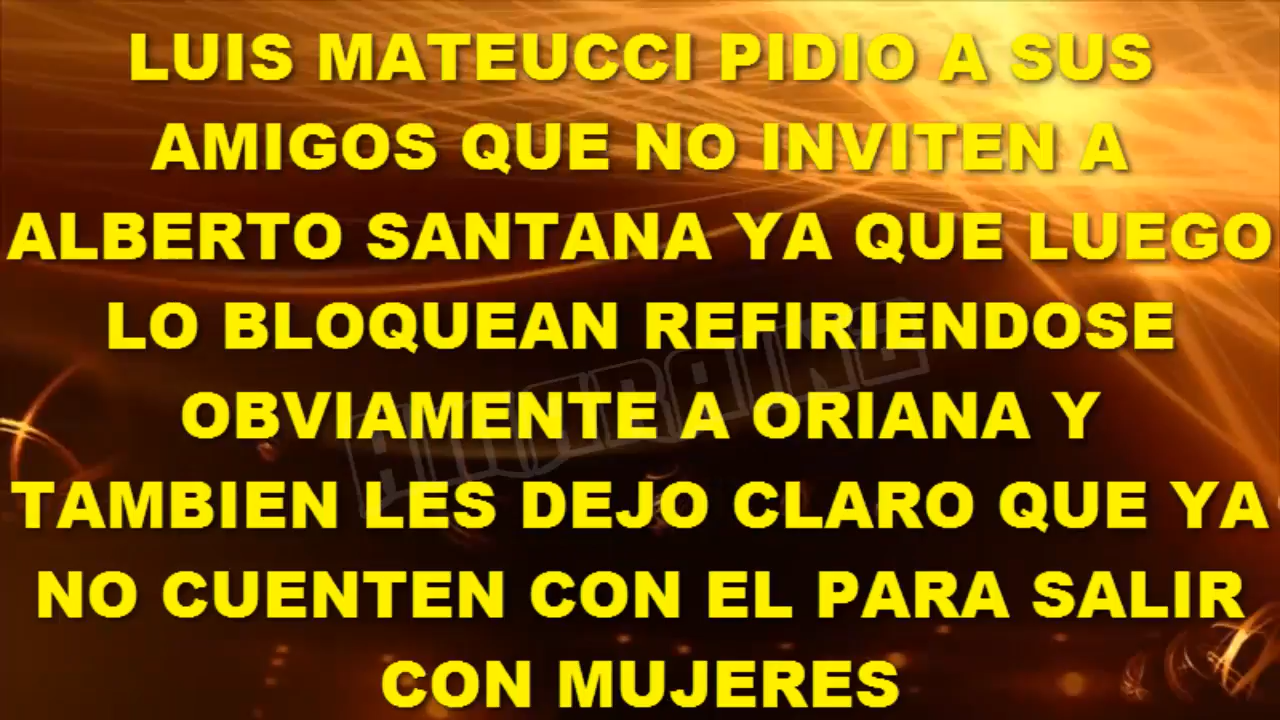 LUIS MATEUCCI PIDIO A SUS
AMIGOS QUE NO INVITEN A
ALBERTO SANTANA YA QUE LUEGO
LO BLOQUEAN REFIRIENDOSE
OBVIAMENTE A ORIANA Y
TAMBIEN LES DEJO CLARO QUE YA
NO CUENTEN CON EL PARA SALIR
CON MUJERES